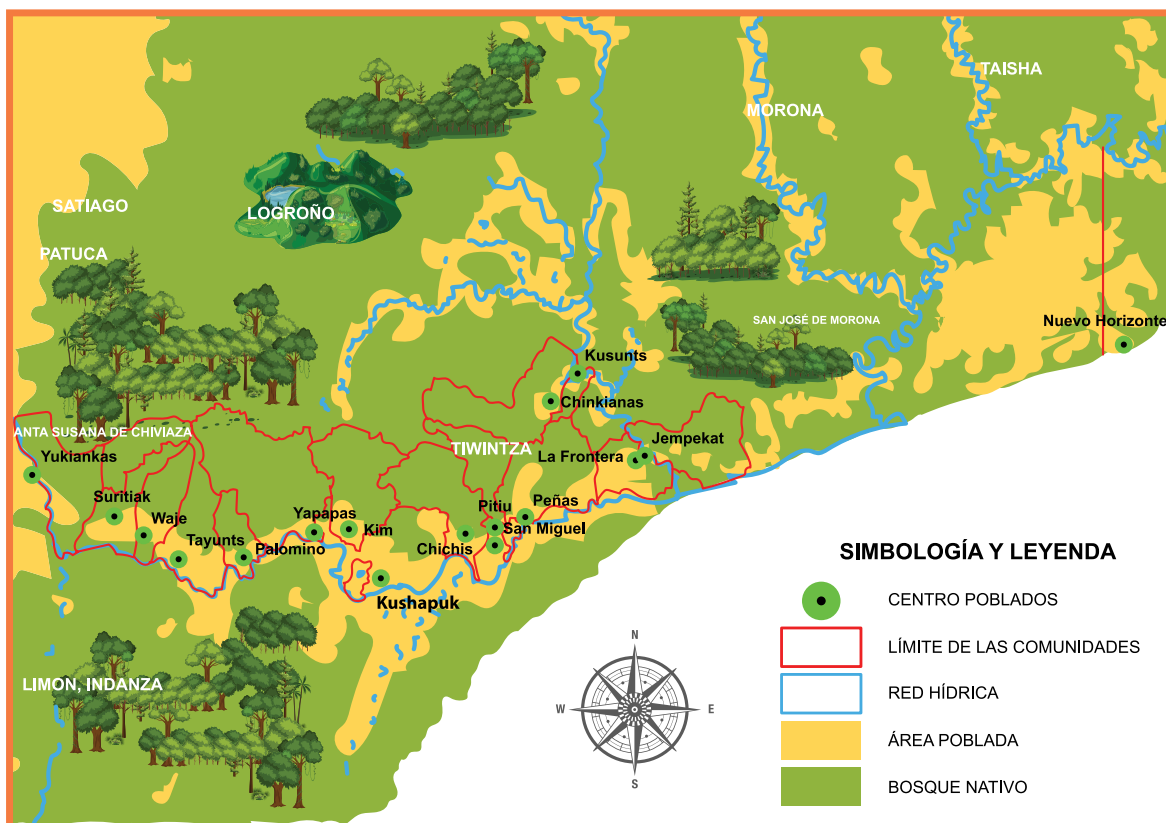 TAISHA
MORONA
SATIAGO
LOGROÑO
PATUCA
SAN JOSÉ DE MORONA
Nuevo Horizonte
Kusunts
Chinkianas
ANTA SUSANA DE CHIVIAZA
TIWINTZA
Jempekat
La Frontera
Yukiankas
Suritiak
Waje
Yapapas
Kim
Pitiu
Peñas
San Miguel
Tayunts
Palomino
Chichis
Kushapuk
LIMON, INDANZA
N
W
E
S
SIMBOLOGÍA Y LEYENDA
CENTRO POBLADOS
LÍMITE DE LAS COMUNIDADES
RED HÍDRICA
ÁREA POBLADA
BOSQUE NATIVO